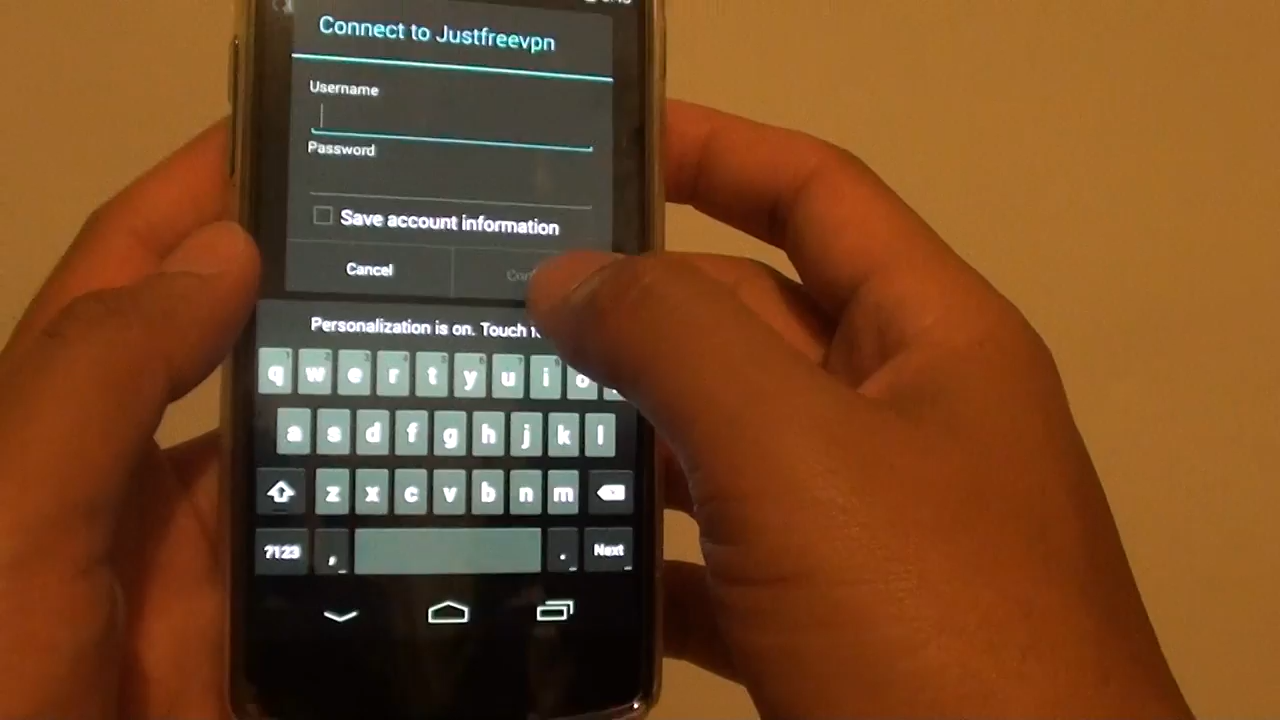 Connect to Justfreevpn
Username
Password
Save account information
Cancel
Personalization is on. Touch
q w e r t y u i o
a s d f g h j k l
z x c v b n m
?123 , . Next